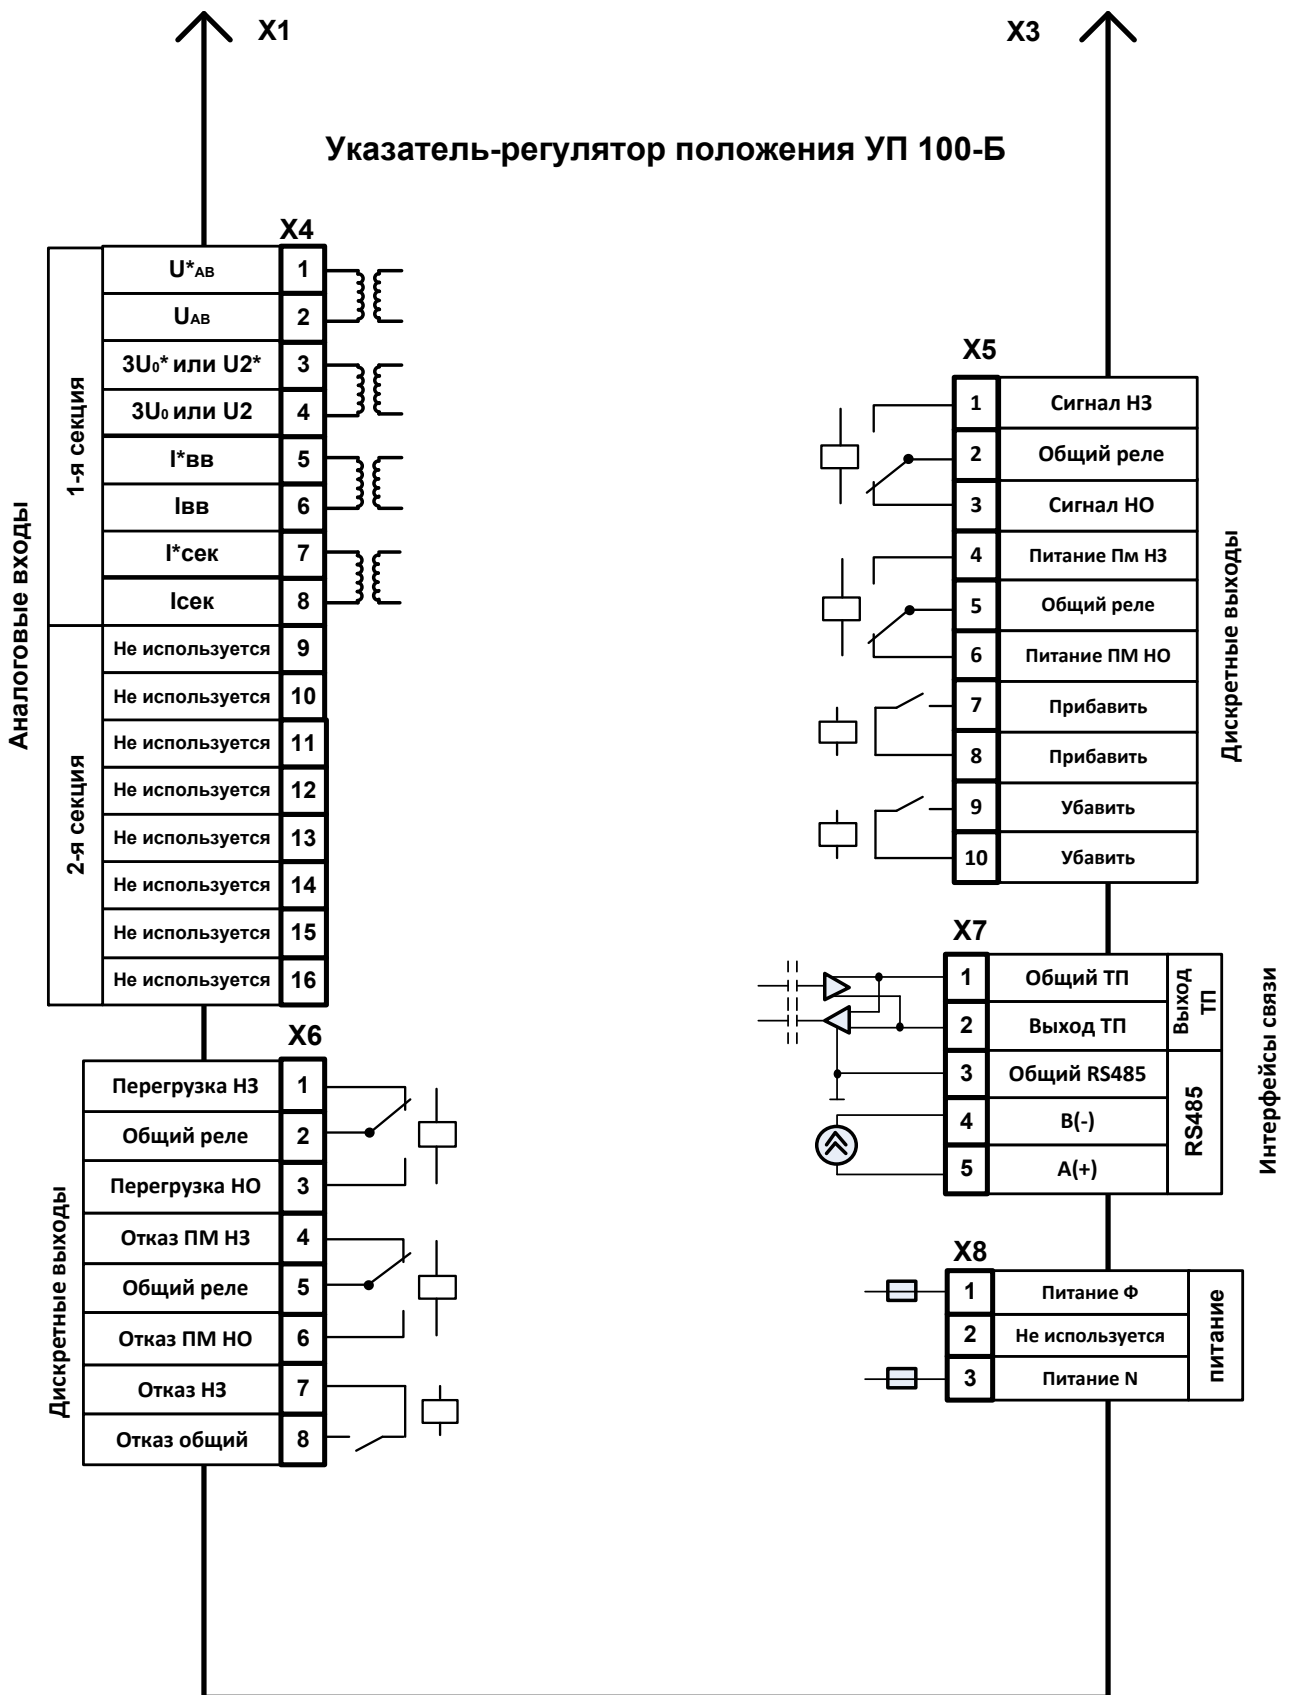 X1
X3
Указатель-регулятор положения УП 100-Б
X4
Аналоговые входы
1-я секция
U*АВ 1
UАВ 2
3U₀* или U2* 3
3U₀ или U2 4
I*вв 5
Iвв 6
I*сек 7
Iсек 8
2-я секция
Не используется 9
Не используется 10
Не используется 11
Не используется 12
Не используется 13
Не используется 14
Не используется 15
Не используется 16
X6
Дискретные выходы
Перегрузка НЗ 1
Общий реле 2
Перегрузка НО 3
Отказ ПМ НЗ 4
Общий реле 5
Отказ ПМ НО 6
Отказ НЗ 7
Отказ общий 8
X5
1 Сигнал НЗ
2 Общий реле
3 Сигнал НО
4 Питание Пм НЗ
5 Общий реле
6 Питание ПМ НО
7 Прибавить
8 Прибавить
9 Убавить
10 Убавить
Дискретные выходы
X7
1 Общий ТП
2 Выход ТП
Выход
ТП
3 Общий RS485
4 B(-)
5 A(+)
RS485
Интерфейсы связи
X8
1 Питание Ф
2 Не используется
3 Питание N
питание